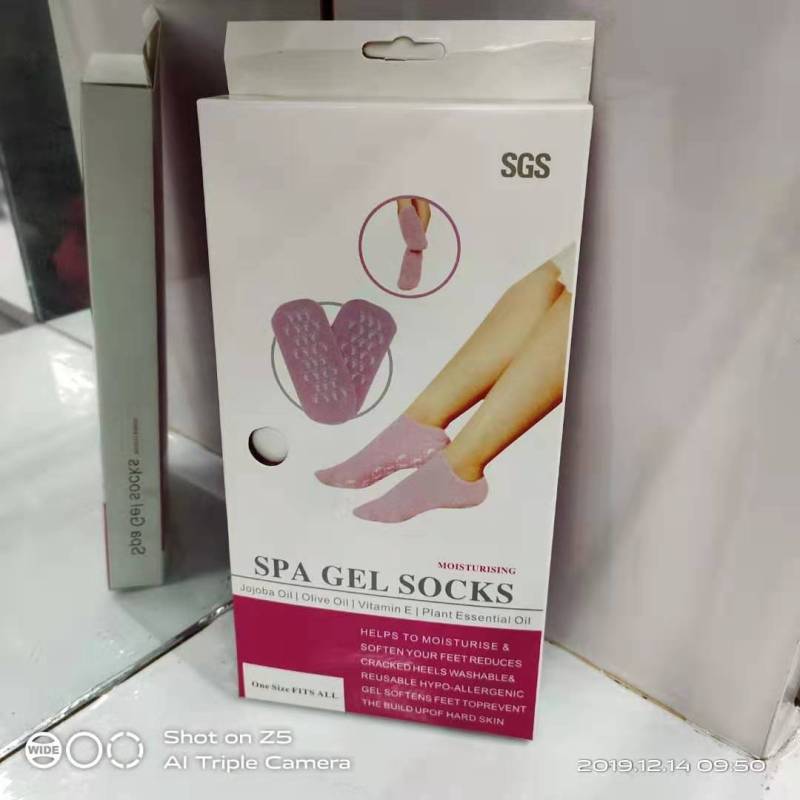 SGS
MOISTURISING
SPA GEL SOCKS
Jojoba Oil | Olive Oil | Vitamin E | Plant Essential Oil
HELPS TO MOISTURISE &
SOFTEN YOUR FEET REDUCES
CRACKED HEELS WASHABLE&
REUSABLE HYPO-ALLERGENIC
GEL SOFTENS FEET TOPREVENT
THE BUILD UPOF HARD SKIN
One Size FITS ALL
Spa Gel Socks
WIDE
Shot on Z5
AI Triple Camera
2019.12.14 09:50